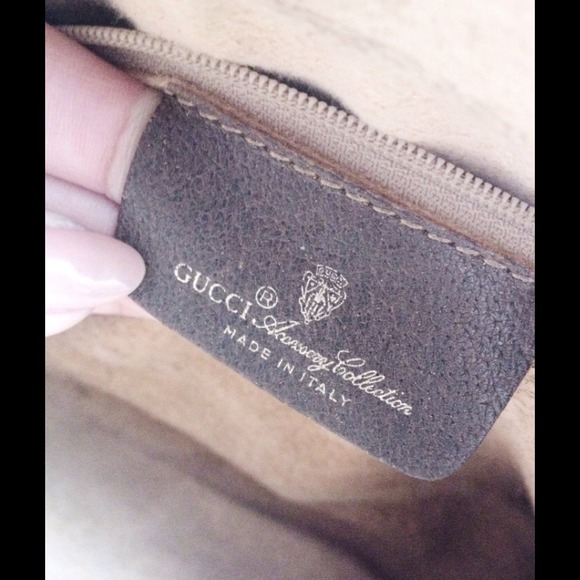 GUCCI ® Accessory Collection
MADE IN ITALY